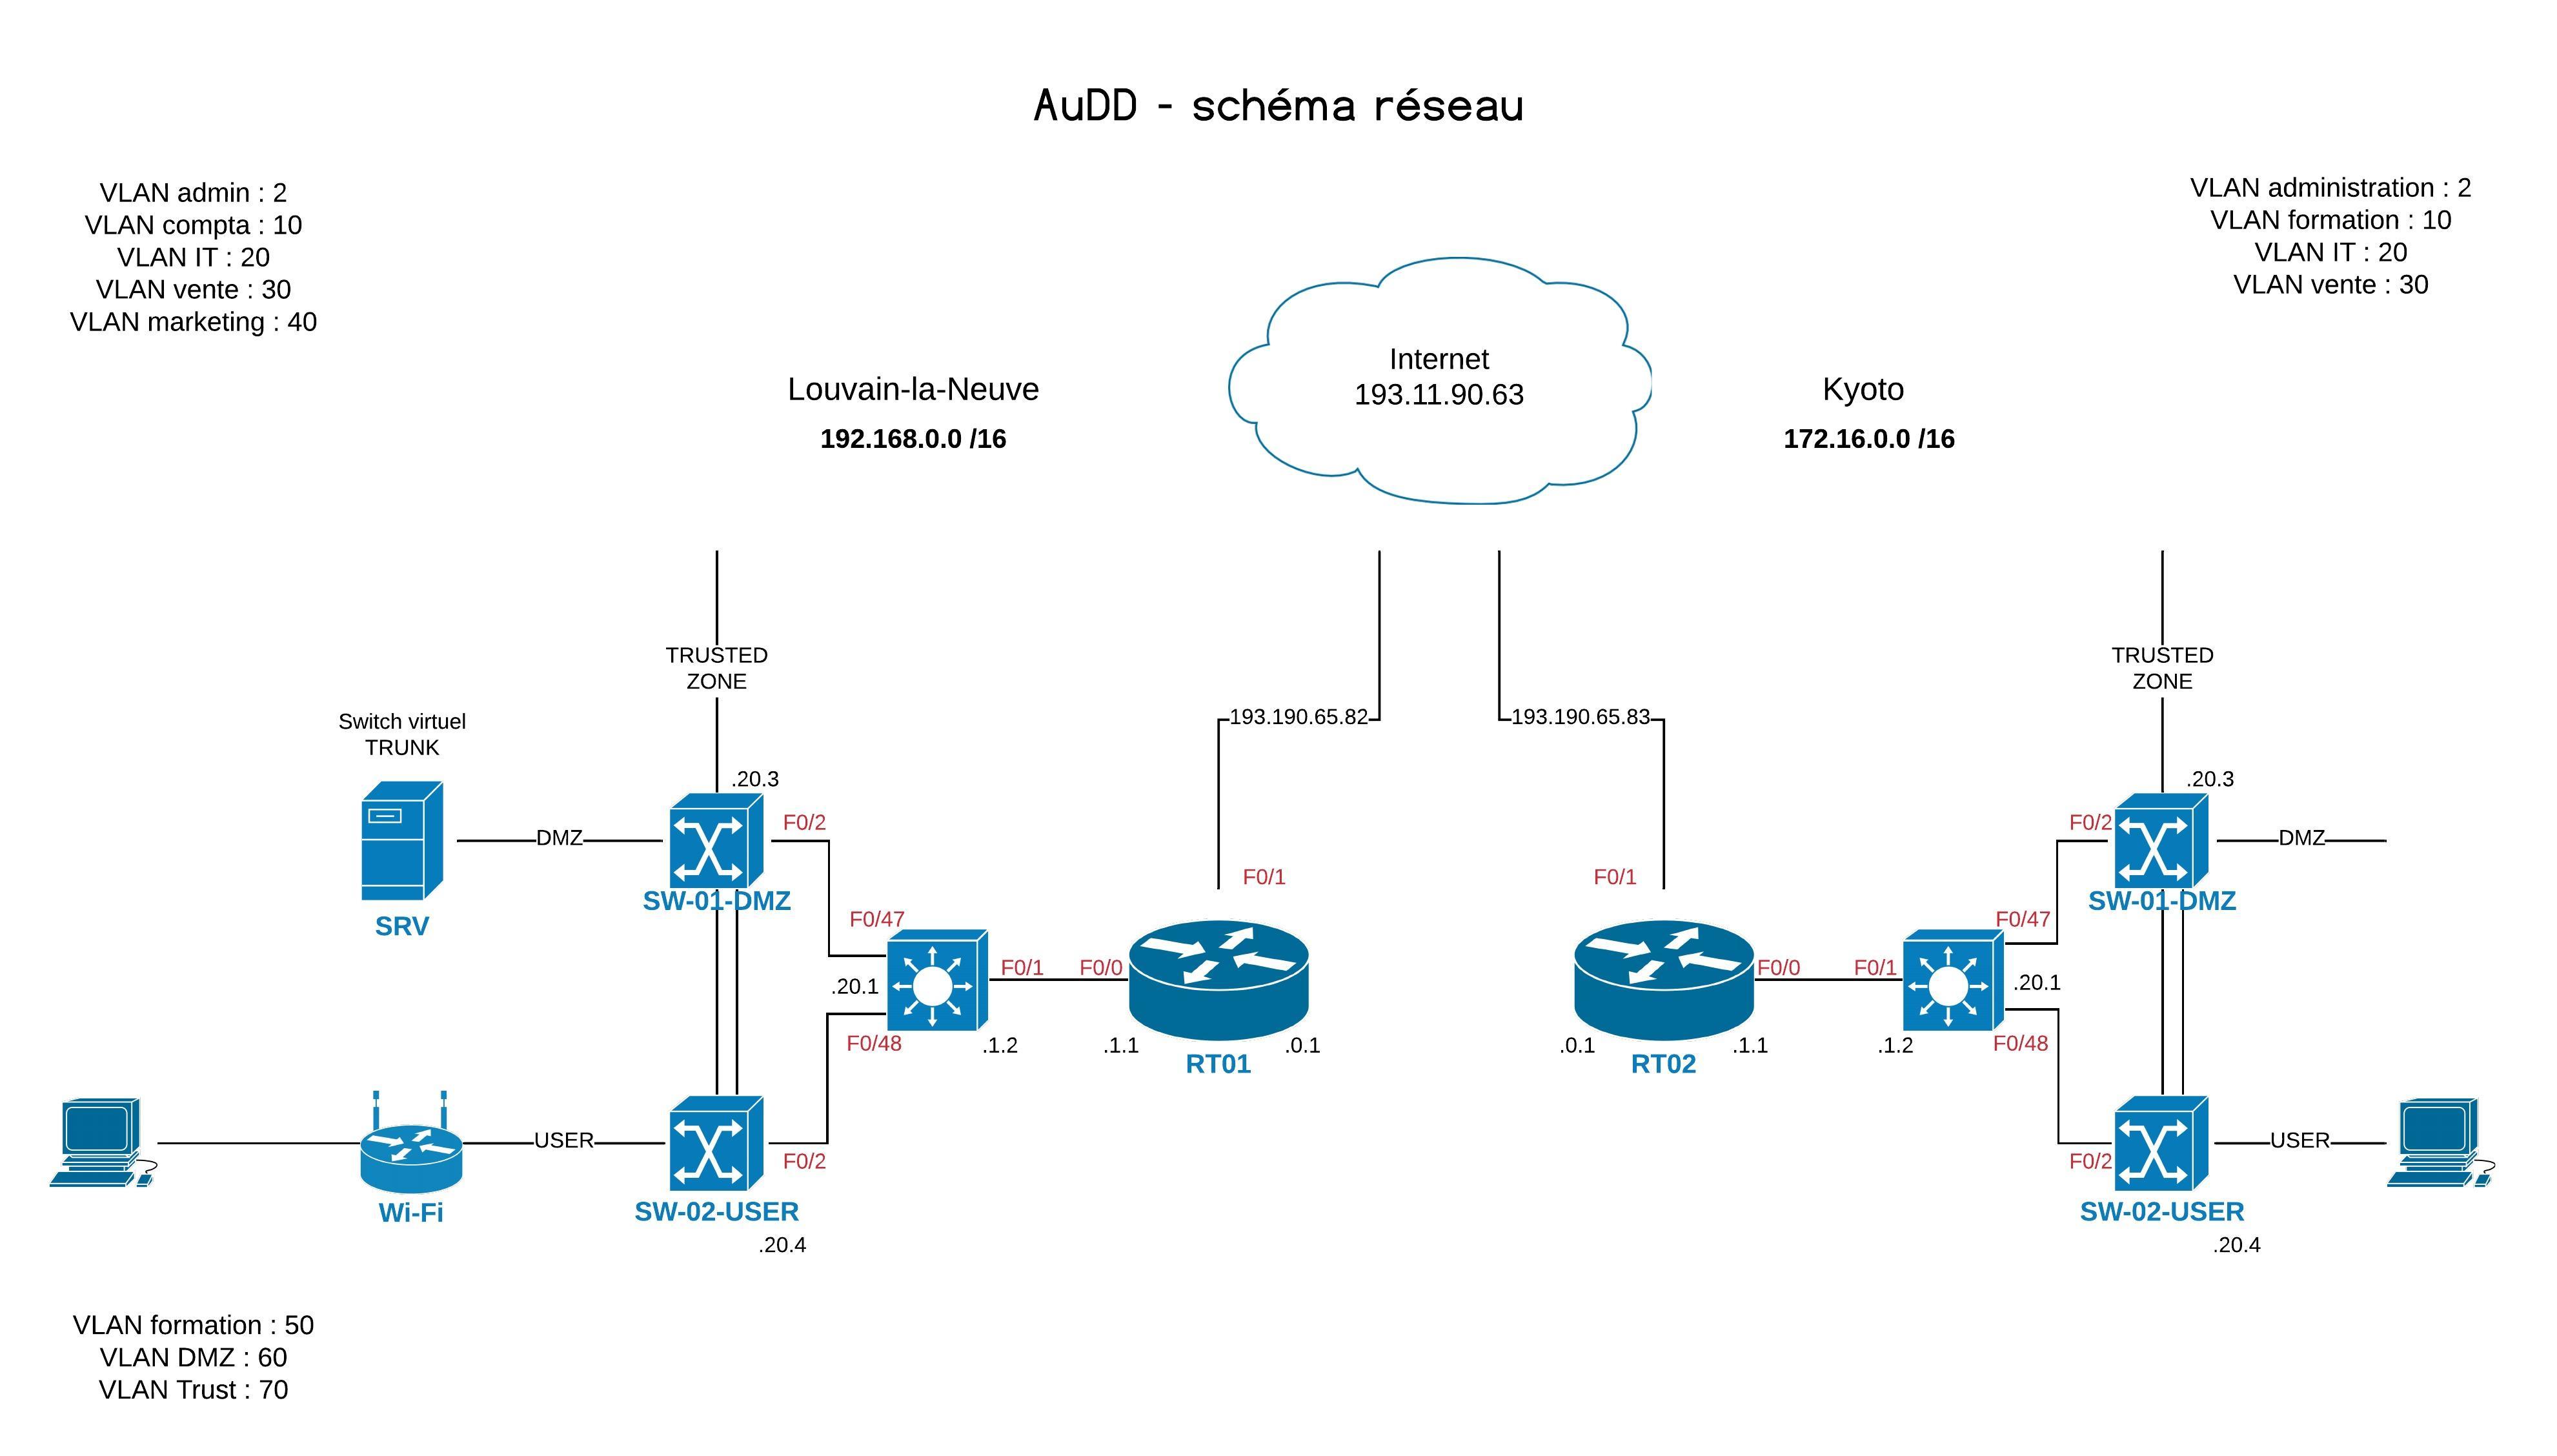 AuDD - schéma réseau
VLAN admin : 2
VLAN compta : 10
VLAN IT : 20
VLAN vente : 30
VLAN marketing : 40
VLAN administration : 2
VLAN formation : 10
VLAN IT : 20
VLAN vente : 30
Louvain-la-Neuve
192.168.0.0 /16
Internet
193.11.90.63
Kyoto
172.16.0.0 /16
TRUSTED
ZONE
193.190.65.82
193.190.65.83
TRUSTED
ZONE
Switch virtuel
TRUNK
SRV
DMZ
.20.3
F0/2
SW-01-DMZ
F0/47
.20.1
F0/48
F0/1
.1.2
F0/0
F0/1
.1.1
.0.1
RT01
F0/1
F0/0
.0.1
.1.1
RT02
F0/1
.1.2
F0/47
.20.1
F0/48
.20.3
F0/2
SW-01-DMZ
DMZ
Wi-Fi
USER
F0/2
SW-02-USER
.20.4
F0/2
USER
SW-02-USER
.20.4
VLAN formation : 50
VLAN DMZ : 60
VLAN Trust : 70